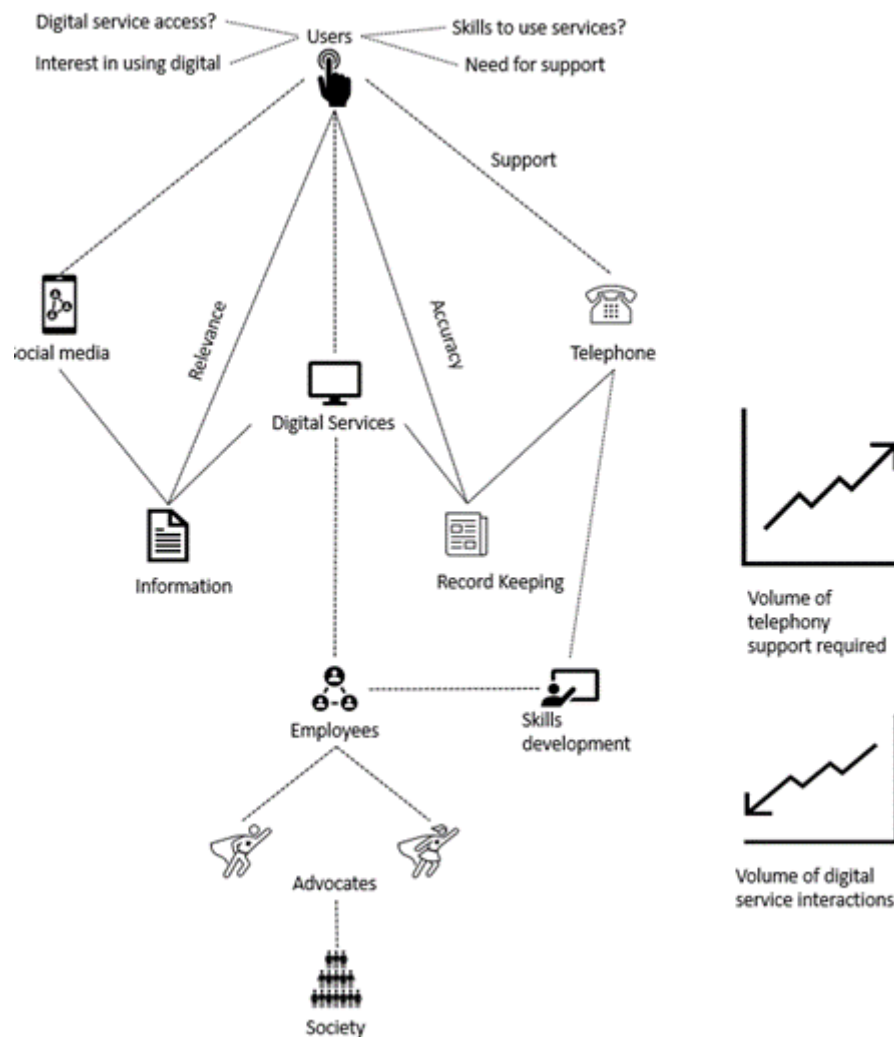 Digital service access?
Users
Skills to use services?
Interest in using digital
Need for support
Support
Relevance
Accuracy
Social media
Telephone
Digital Services
Information
Record Keeping
Volume of
telephony
support required
Employees
Skills
development
Advocates
Volume of digital
service interactions
Society